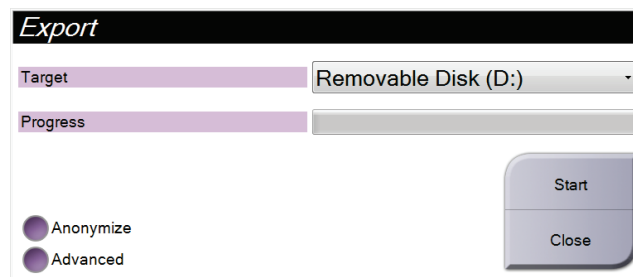 Export
Target
Removable Disk (D:)
Progress
Start
Close
Anonymize
Advanced